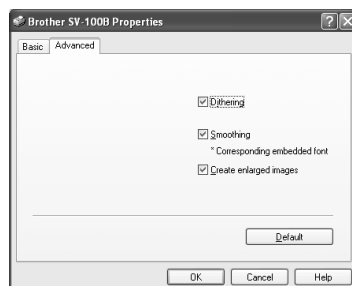 Brother SV-100B Properties
Basic
Advanced
Dithering
Smoothing
* Corresponding embedded font
Create enlarged images
Default
OK
Cancel
Help